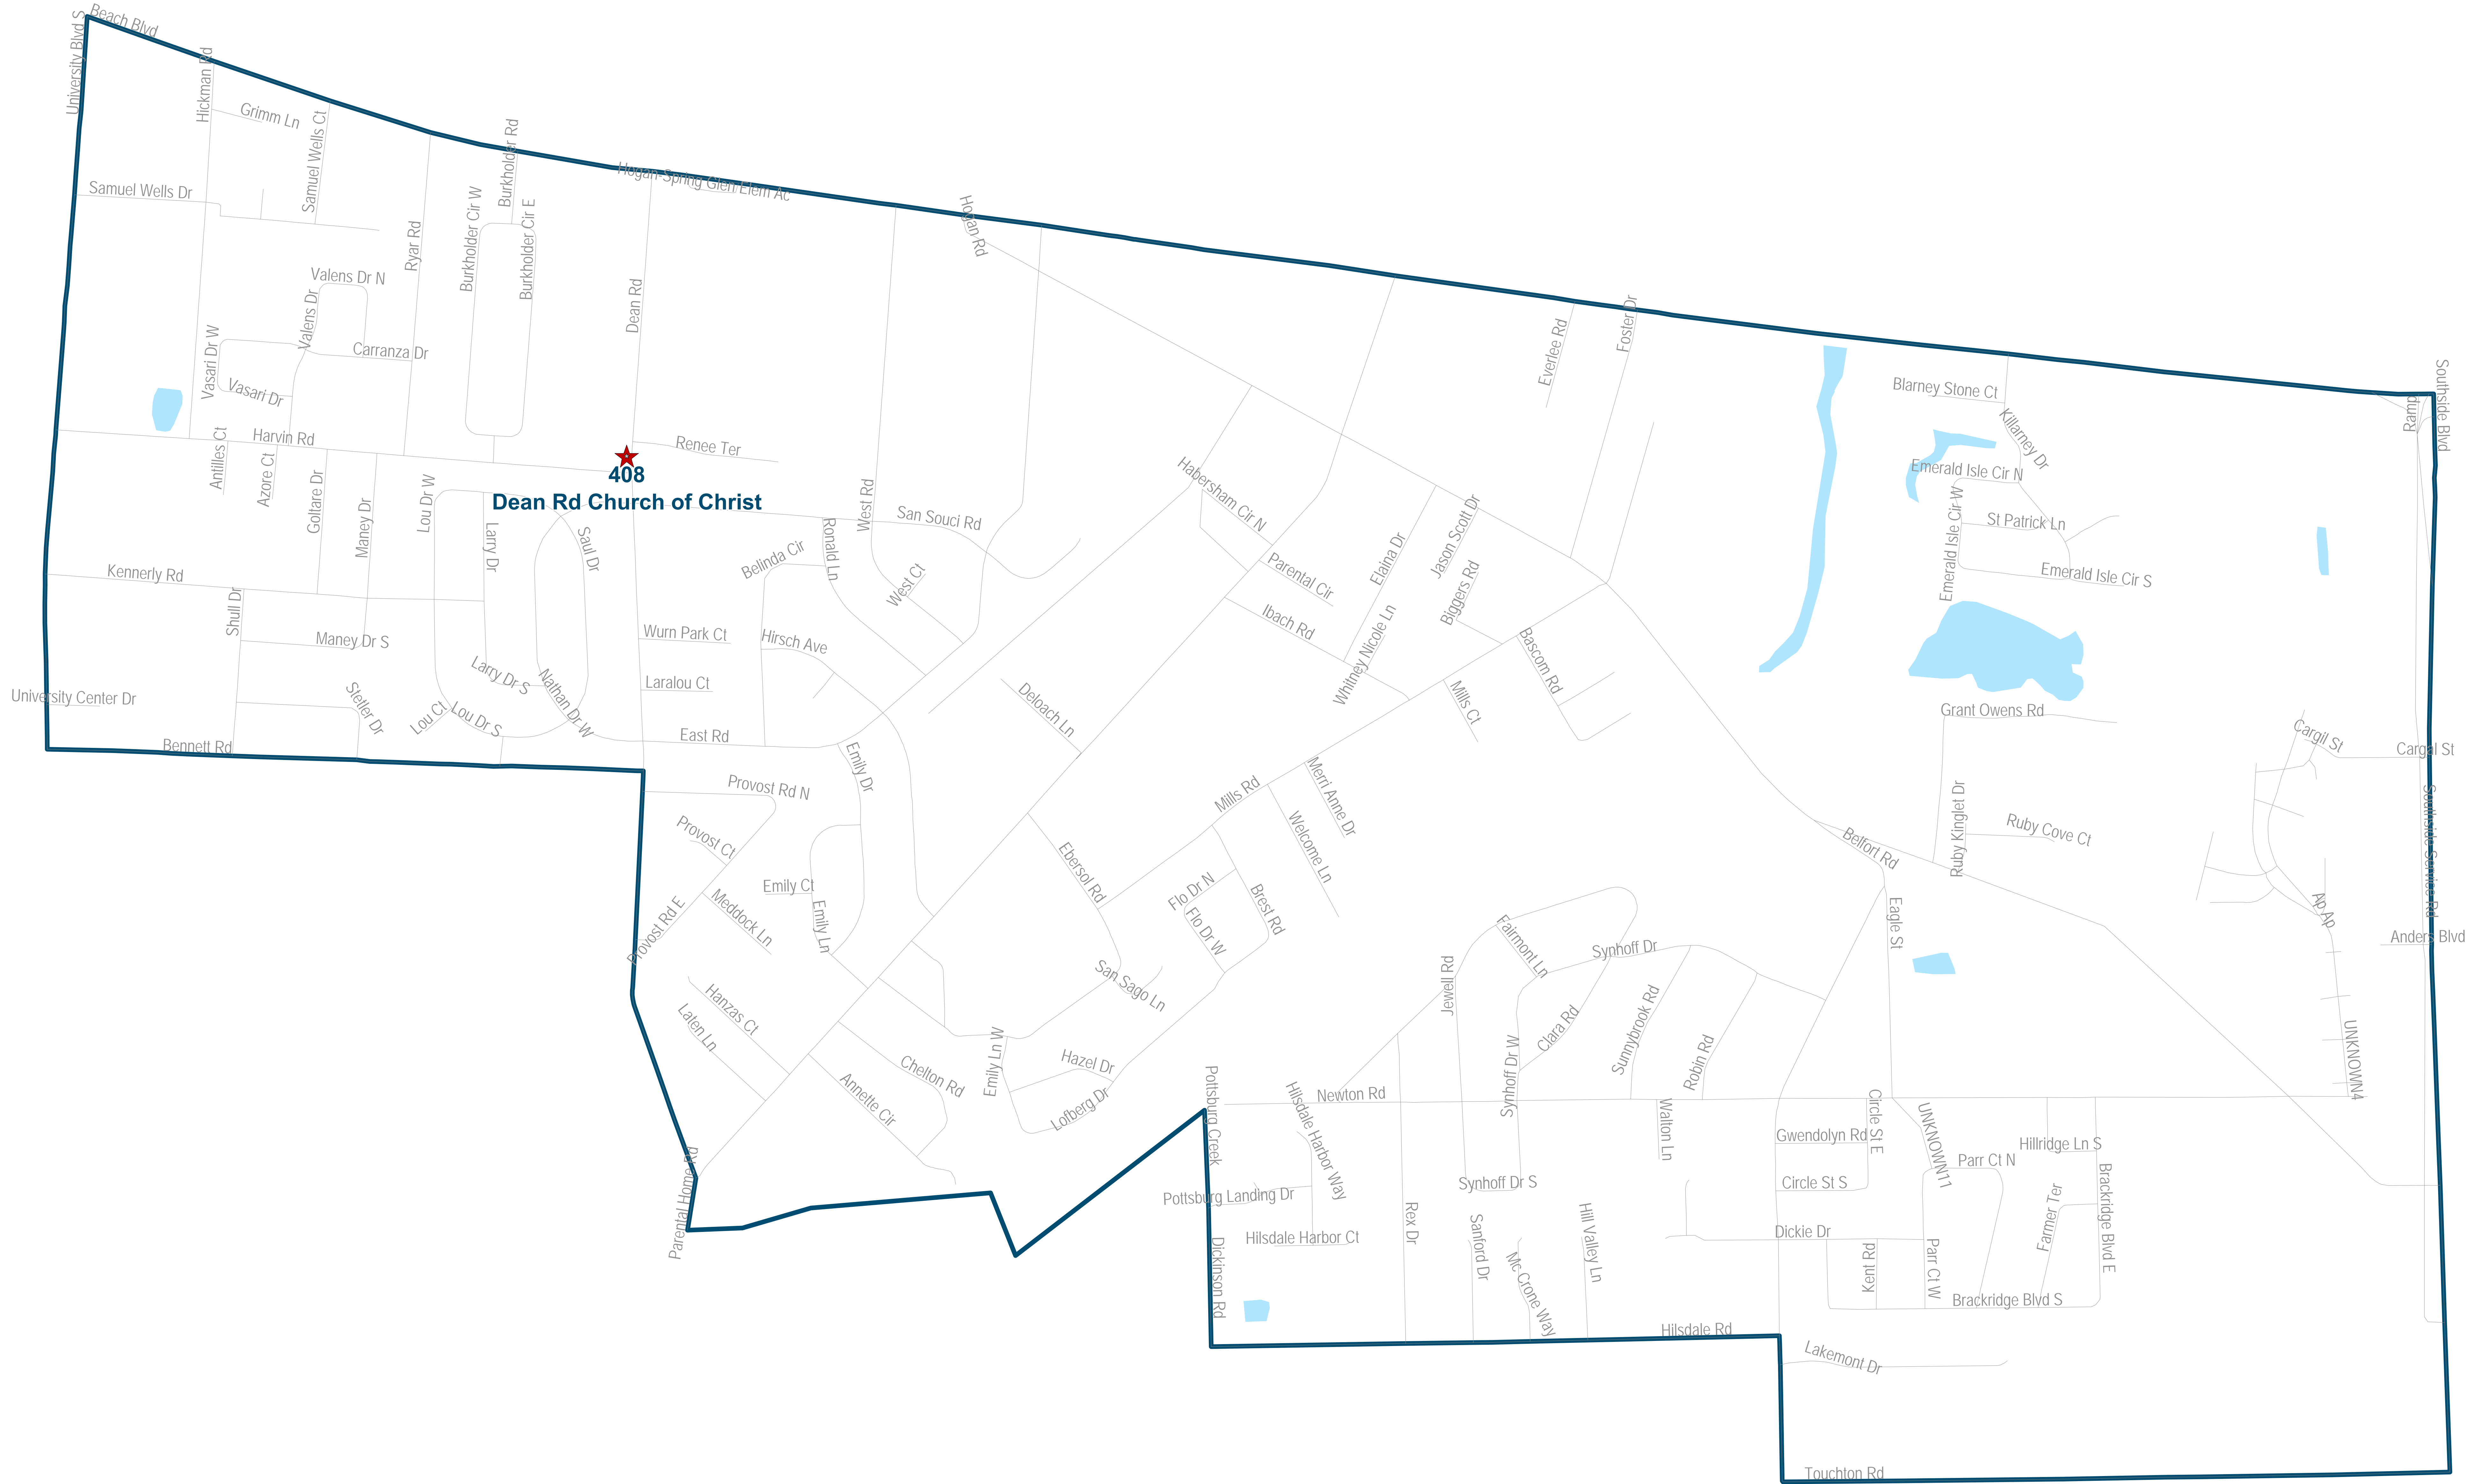 Beach Blvd
University Blvd S
Hickman Rd
Grimm Ln
Samuel Wells Ct
Burkholder Rd
Samuel Wells Dr
Hogan-Spring Glen Elem Ac
Burkholder Cir W
Burkholder Cir E
Hogan Rd
Ryar Rd
Valens Dr N
Valens Dr
Dean Rd
Everlee Rd
Foster Dr
Vasari Dr W
Carranza Dr
Vasari Dr
Blarney Stone Ct
Southside Blvd
Ramp
Killarney Dr
Harvin Rd
Renee Ter
Antilles Ct
Azore Ct
Goltare Dr
Maney Dr
Lou Dr W
408
Dean Rd Church of Christ
West Rd
San Souci Rd
Habersham Cir N
Emerald Isle Cir N
Emerald Isle Cir W
St Patrick Ln
Larry Dr
Saul Dr
Ronald Ln
Belinda Cir
West Ct
Parental Cir
Elaina Dr
Jason Scott Dr
Biggers Rd
Emerald Isle Cir S
Kennerly Rd
Shull Dr
Maney Dr S
Wurn Park Ct
Hirsch Ave
Ibach Rd
Whitney Nicole Ln
Bascom Rd
Larry Dr S
Nathan Dr W
Laralou Ct
Deloach Ln
Mills Ct
University Center Dr
Stetler Dr
Lou Ct
Lou Dr S
Bennett Rd
East Rd
Grant Owens Rd
Cargil St
Cargal St
Emily Dr
Provost Rd N
Mills Rd
Merri Anne Dr
Provost Ct
Welcome Ln
Ruby Kinglet Dr
Ruby Cove Ct
Belfort Rd
Southside Service Rd
Ebersol Rd
Emily Ct
Emily Ln
Meddock Ln
Provost Rd E
Flo Dr N
Flo Dr W
Brest Rd
Fairmont Ln
Synhoff Dr
Eagle St
Ap Ap
Anders Blvd
San Sago Ln
Jewell Rd
Hanzas Ct
Laten Ln
Clara Rd
Sunnybrook Rd
Robin Rd
Emily Ln W
Hazel Dr
Chelton Rd
Annette Cir
Lofberg Dr
Synhoff Dr W
UNKNOWN4
Pottsburg Creek
Newton Rd
Hilsdale Harbor Way
Walton Ln
Gwendolyn Rd
Circle St E
UNKNOWN11
Hillridge Ln S
Parr Ct N
Parental Home Rd
Pottsburg Landing Dr
Synhoff Dr S
Circle St S
Brackridge Blvd E
Farmer Ter
Rex Dr
Hilsdale Harbor Ct
Dickinson Rd
Sanford Dr
Mc Crone Way
Hill Valley Ln
Dickie Dr
Kent Rd
Parr Ct W
Brackridge Blvd S
Hilsdale Rd
Lakemont Dr
Touchton Rd